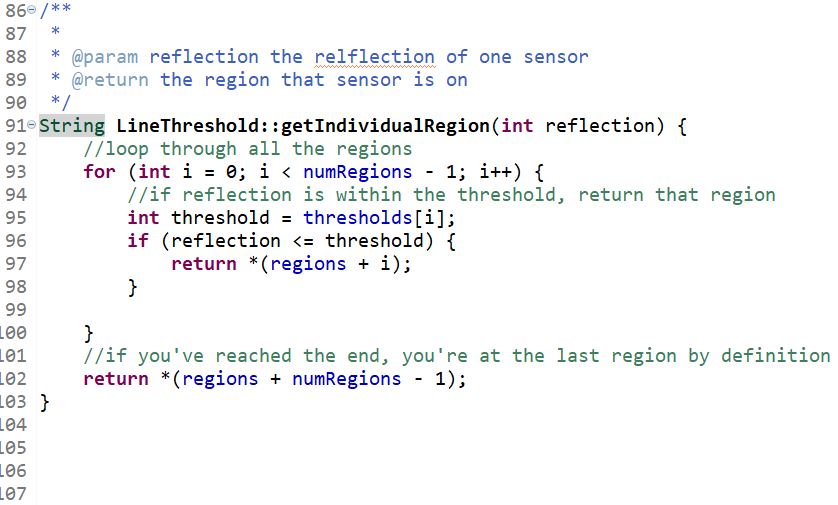 86 /**
87  *
88  * @param reflection the relflection of one sensor
89  * @return the region that sensor is on
90  */
91 String LineThreshold::getIndividualRegion(int reflection) {
92     //loop through all the regions
93     for (int i = 0; i < numRegions - 1; i++) {
94         //if reflection is within the threshold, return that region
95         int threshold = thresholds[i];
96         if (reflection <= threshold) {
97             return *(regions + i);
98         }
99
100     }
101     //if you've reached the end, you're at the last region by definition
102     return *(regions + numRegions - 1);
103 }
104
105
106
107